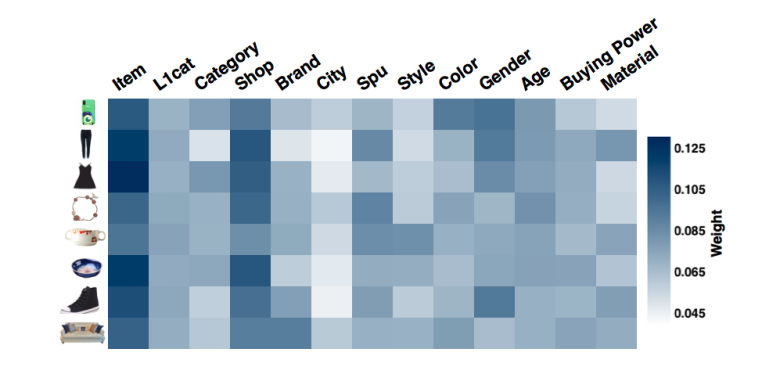 Item
L1cat
Category
Shop
Brand
City
Spu
Style
Color
Gender
Age
Buying Power
Material
0.125
0.105
0.085
0.065
0.045
Weight